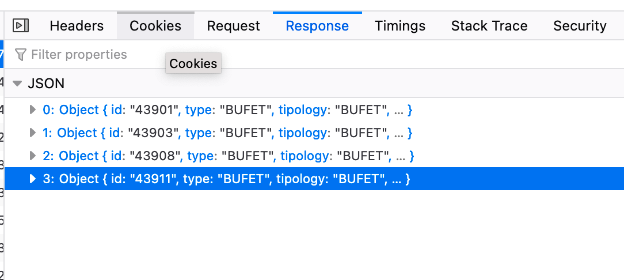 Headers Cookies Request Response Timings Stack Trace Security
Filter properties
Cookies
JSON
0: Object { id: "43901", type: "BUFET", tipology: "BUFET", … }
1: Object { id: "43903", type: "BUFET", tipology: "BUFET", … }
2: Object { id: "43908", type: "BUFET", tipology: "BUFET", … }
3: Object { id: "43911", type: "BUFET", tipology: "BUFET", … }